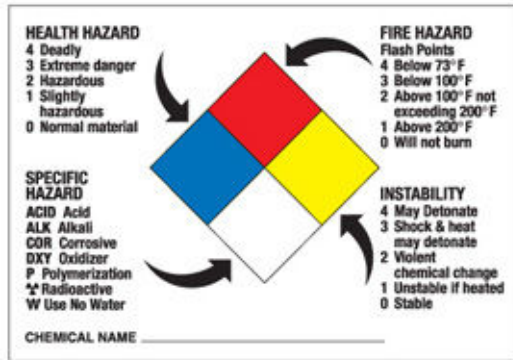 HEALTH HAZARD
4 Deadly
3 Extreme danger
2 Hazardous
1 Slightly
hazardous
0 Normal material
FIRE HAZARD
Flash Points
4 Below 73°F
3 Below 100°F
2 Above 100°F not
exceeding 200°F
1 Above 200°F
0 Will not burn
SPECIFIC
HAZARD
ACID Acid
ALK Alkali
COR Corrosive
OXY Oxidizer
P Polymerization
☢ Radioactive
W Use No Water
INSTABILITY
4 May Detonate
3 Shock & heat
may detonate
2 Violent
chemical change
1 Unstable if heated
0 Stable
CHEMICAL NAME